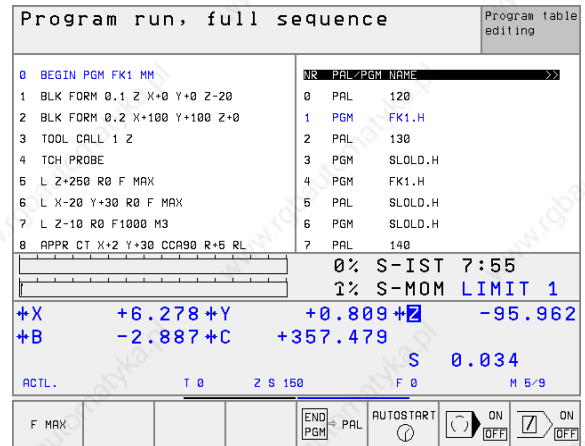 Program run, full sequence
Program table
editing
0 BEGIN PGM FK1 MM
1 BLK FORM 0.1 Z X+0 Y+0 Z-20
2 BLK FORM 0.2 X+100 Y+100 Z+0
3 TOOL CALL 1 Z
4 TCH PROBE
5 L Z+250 R0 F MAX
6 L X-20 Y+30 R0 F MAX
7 L Z-10 R0 F1000 M3
8 APPR CT X+2 Y+30 CCA90 R+5 RL
NR PAL/PGM NAME >>
0 PAL 120
1 PGM FK1.H
2 PAL 130
3 PGM SLOLD.H
4 PGM FK1.H
5 PAL SLOLD.H
6 PGM SLOLD.H
7 PAL 140
0% S-IST 7:55
1% S-MOM LIMIT 1
X +6.278 Y +0.809 Z -95.962
B -2.887 C +357.479
S 0.034
ACTL. T 0 Z S 150 F 0 M 5/9
F MAX
END
PGM ⇒ PAL
AUTOSTART
ON
OFF
ON
OFF
www.rgbautomatyka.pl